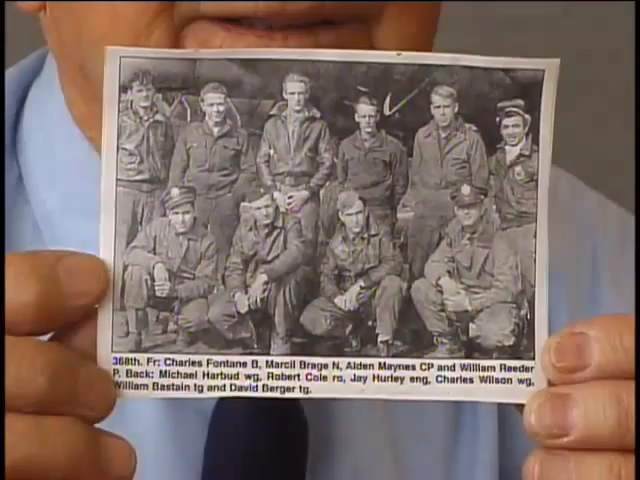 368th. Fr: Charles Fontane B, Marcil Brage N, Alden Maynes CP and William Reeder
P. Back: Michael Harbud wg, Robert Cole ro, Jay Hurley eng, Charles Wilson wg,
William Bastain tg and David Berger tg.